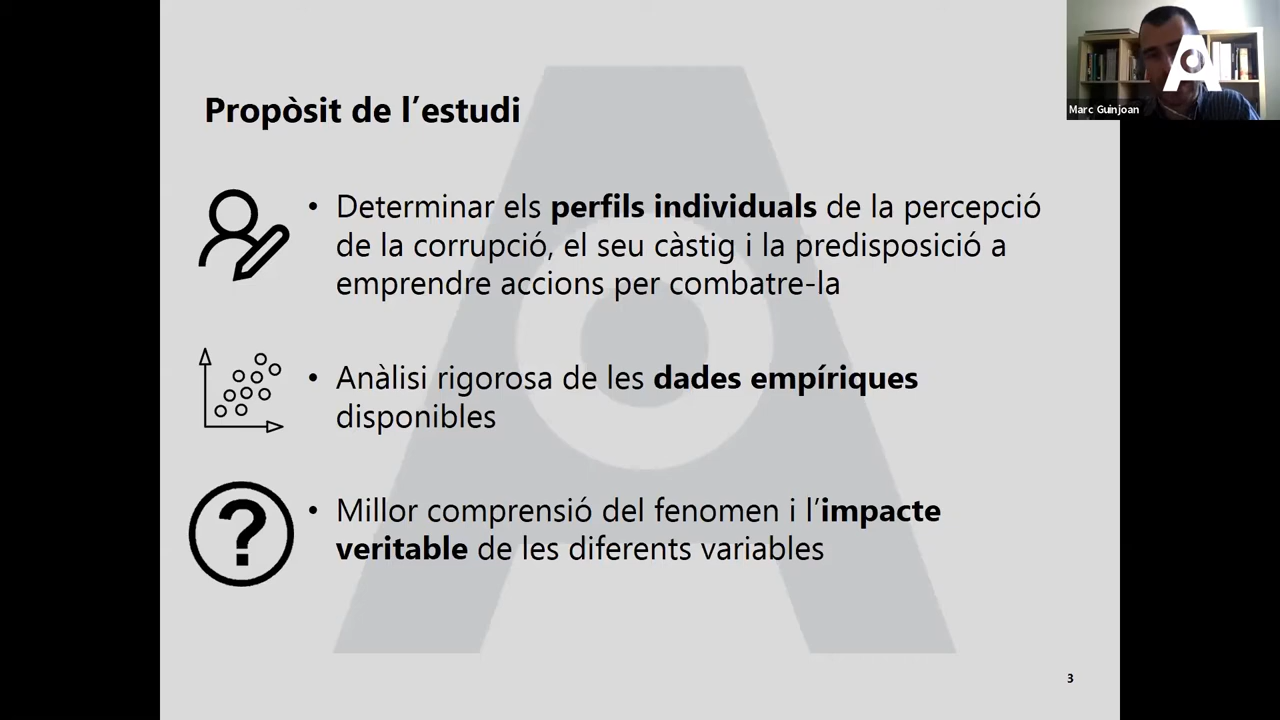 Marc Guinjoan
Propòsit de l’estudi
• Determinar els perfils individuals de la percepció
de la corrupció, el seu càstig i la predisposició a
emprendre accions per combatre-la
• Anàlisi rigorosa de les dades empíriques
disponibles
• Millor comprensió del fenomen i l’impacte
veritable de les diferents variables
3